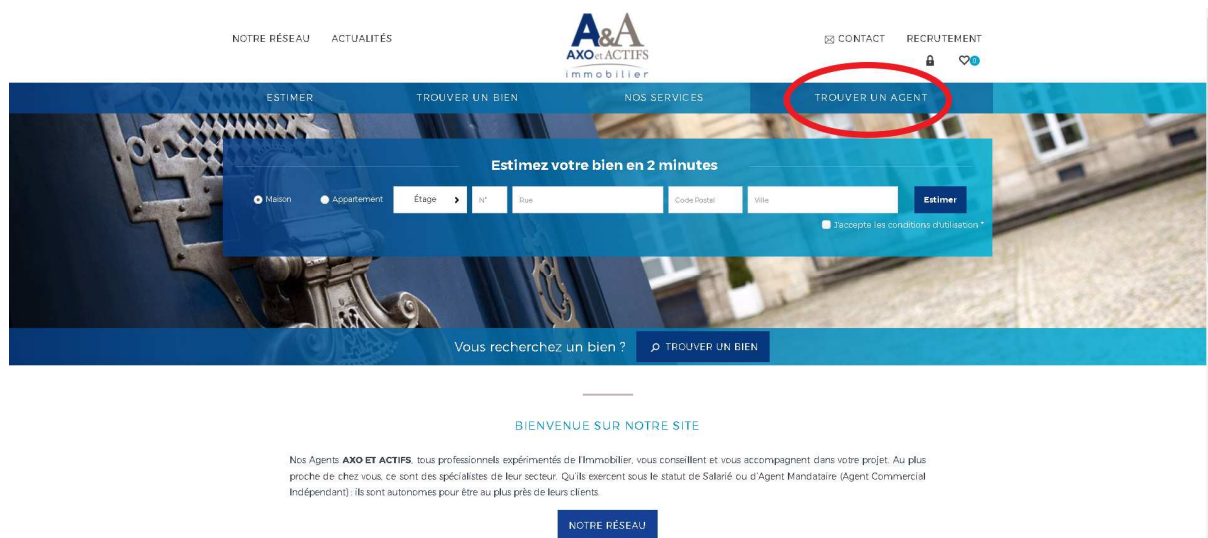 NOTRE RÉSEAU ACTUALITÉS
A&A
AXO et ACTIFS
immobilier
CONTACT RECRUTEMENT
0
ESTIMER TROUVER UN BIEN NOS SERVICES TROUVER UN AGENT
Estimez votre bien en 2 minutes
Maison Appartement Étage N° Rue Code Postal Ville Estimer
J'accepte les conditions d'utilisation *
Vous recherchez un bien ? TROUVER UN BIEN
BIENVENUE SUR NOTRE SITE
Nos Agents AXO ET ACTIFS, tous professionnels expérimentés de l'Immobilier, vous conseillent et vous accompagnent dans votre projet. Au plus
proche de chez vous, ce sont des spécialistes de leur secteur. Qu'ils exercent sous le statut de Salarié ou d'Agent Mandataire (Agent Commercial
Indépendant) ; ils sont autonomes pour être au plus près de leurs clients.
NOTRE RÉSEAU